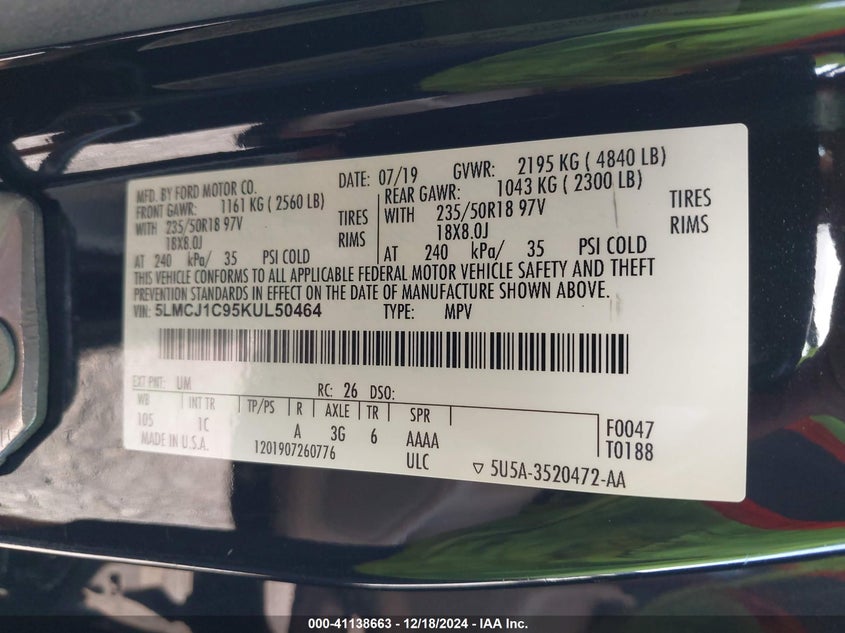 MFD. BY FORD MOTOR CO. DATE: 07/19 GVWR: 2195 KG ( 4840 LB)
FRONT GAWR: 1161 KG ( 2560 LB) REAR GAWR: 1043 KG ( 2300 LB)
WITH 235/50R18 97V TIRES WITH 235/50R18 97V TIRES
18X8.0J RIMS 18X8.0J RIMS
AT 240 kPa/ 35 PSI COLD AT 240 kPa/ 35 PSI COLD
THIS VEHICLE CONFORMS TO ALL APPLICABLE FEDERAL MOTOR VEHICLE SAFETY AND THEFT
PREVENTION STANDARDS IN EFFECT ON THE DATE OF MANUFACTURE SHOWN ABOVE.
VIN: 5LMCJ1C95KUL50464 TYPE: MPV
EXT PNT: UM RC: 26 DSO:
WB INT TR TP/PS R AXLE TR SPR
105 1C A 3G 6 AAAA F0047
MADE IN U.S.A. 1201907260776 ULC T0188
▽ 5U5A-3520472-AA
000-41138663 - 12/18/2024 - IAA Inc.